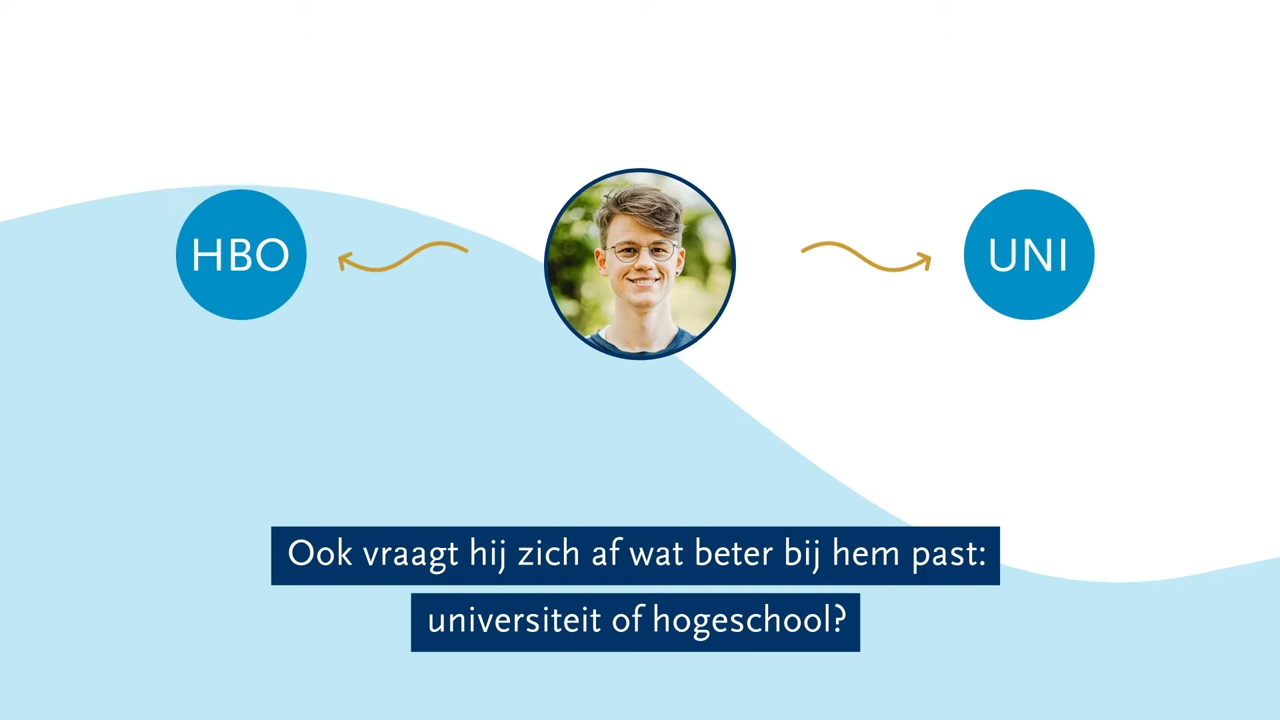 HBO
UNI
Ook vraagt hij zich af wat beter bij hem past:
universiteit of hogeschool?